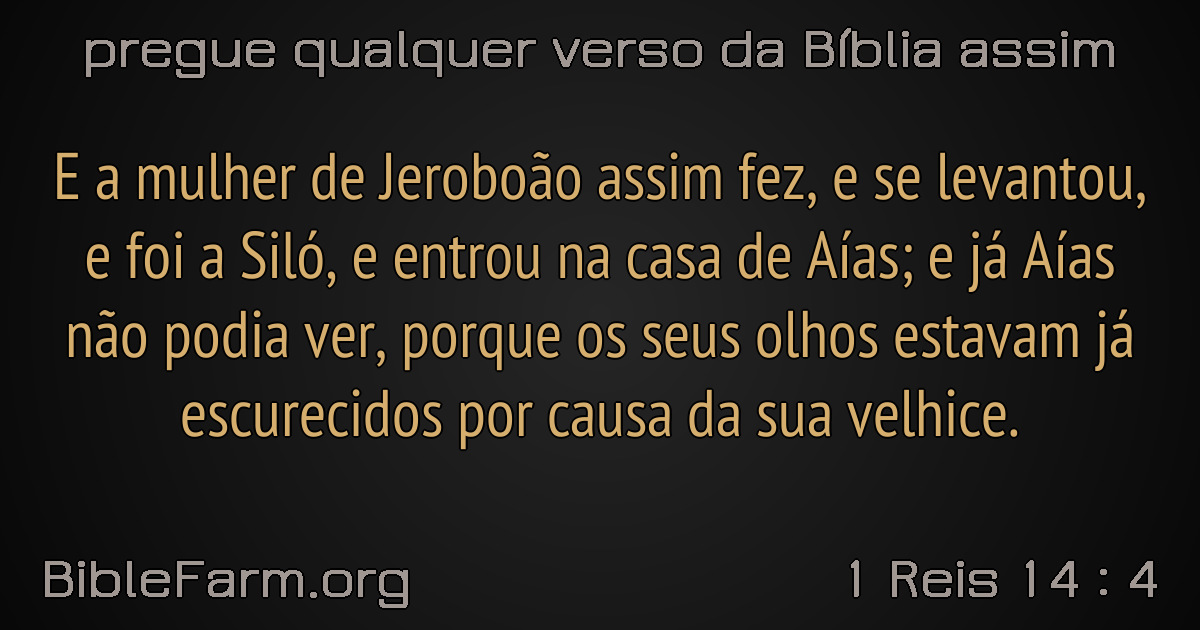 pregue qualquer verso da Bíblia assim
E a mulher de Jeroboão assim fez, e se levantou,
e foi a Siló, e entrou na casa de Aías; e já Aías
não podia ver, porque os seus olhos estavam já
escurecidos por causa da sua velhice.
BibleFarm.org
1 Reis 14 : 4